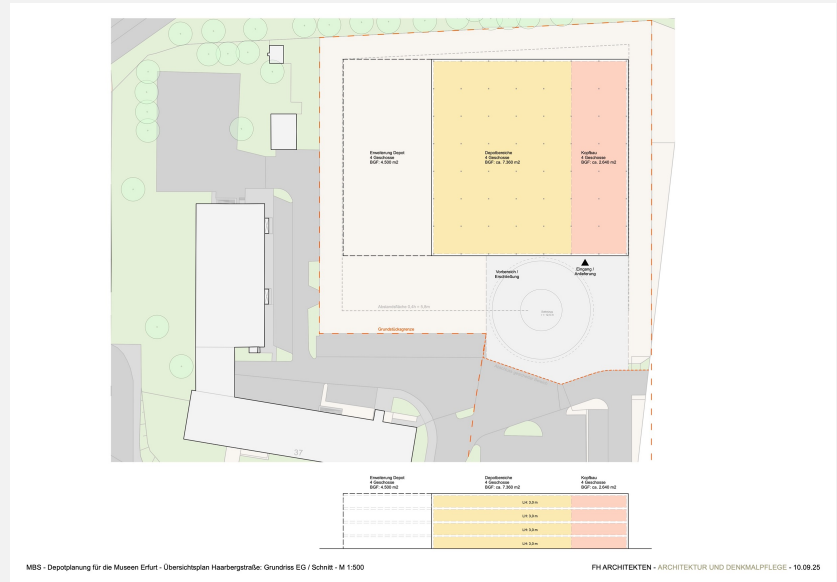 Erweiterung Depot
4 Geschosse
BGF: 4.500 m2
Depotbereiche
4 Geschosse
BGF: ca. 7.360 m2
Kopfbau
4 Geschosse
BGF: ca. 2.640 m2
Vorbereich /
Erschließung
Eingang /
Anlieferung
Grundstücksgrenze
37
Erweiterung Depot
4 Geschosse
BGF: 4.500 m2
Depotbereiche
4 Geschosse
BGF: ca. 7.360 m2
Kopfbau
4 Geschosse
BGF: ca. 2.640 m2
LH: 3,9 m
LH: 3,9 m
LH: 3,9 m
LH: 3,9 m
MBS - Depotplanung für die Museen Erfurt - Übersichtsplan Haarbergstraße: Grundriss EG / Schnitt - M 1:500
FH ARCHITEKTEN - ARCHITEKTUR UND DENKMALPFLEGE - 10.09.25